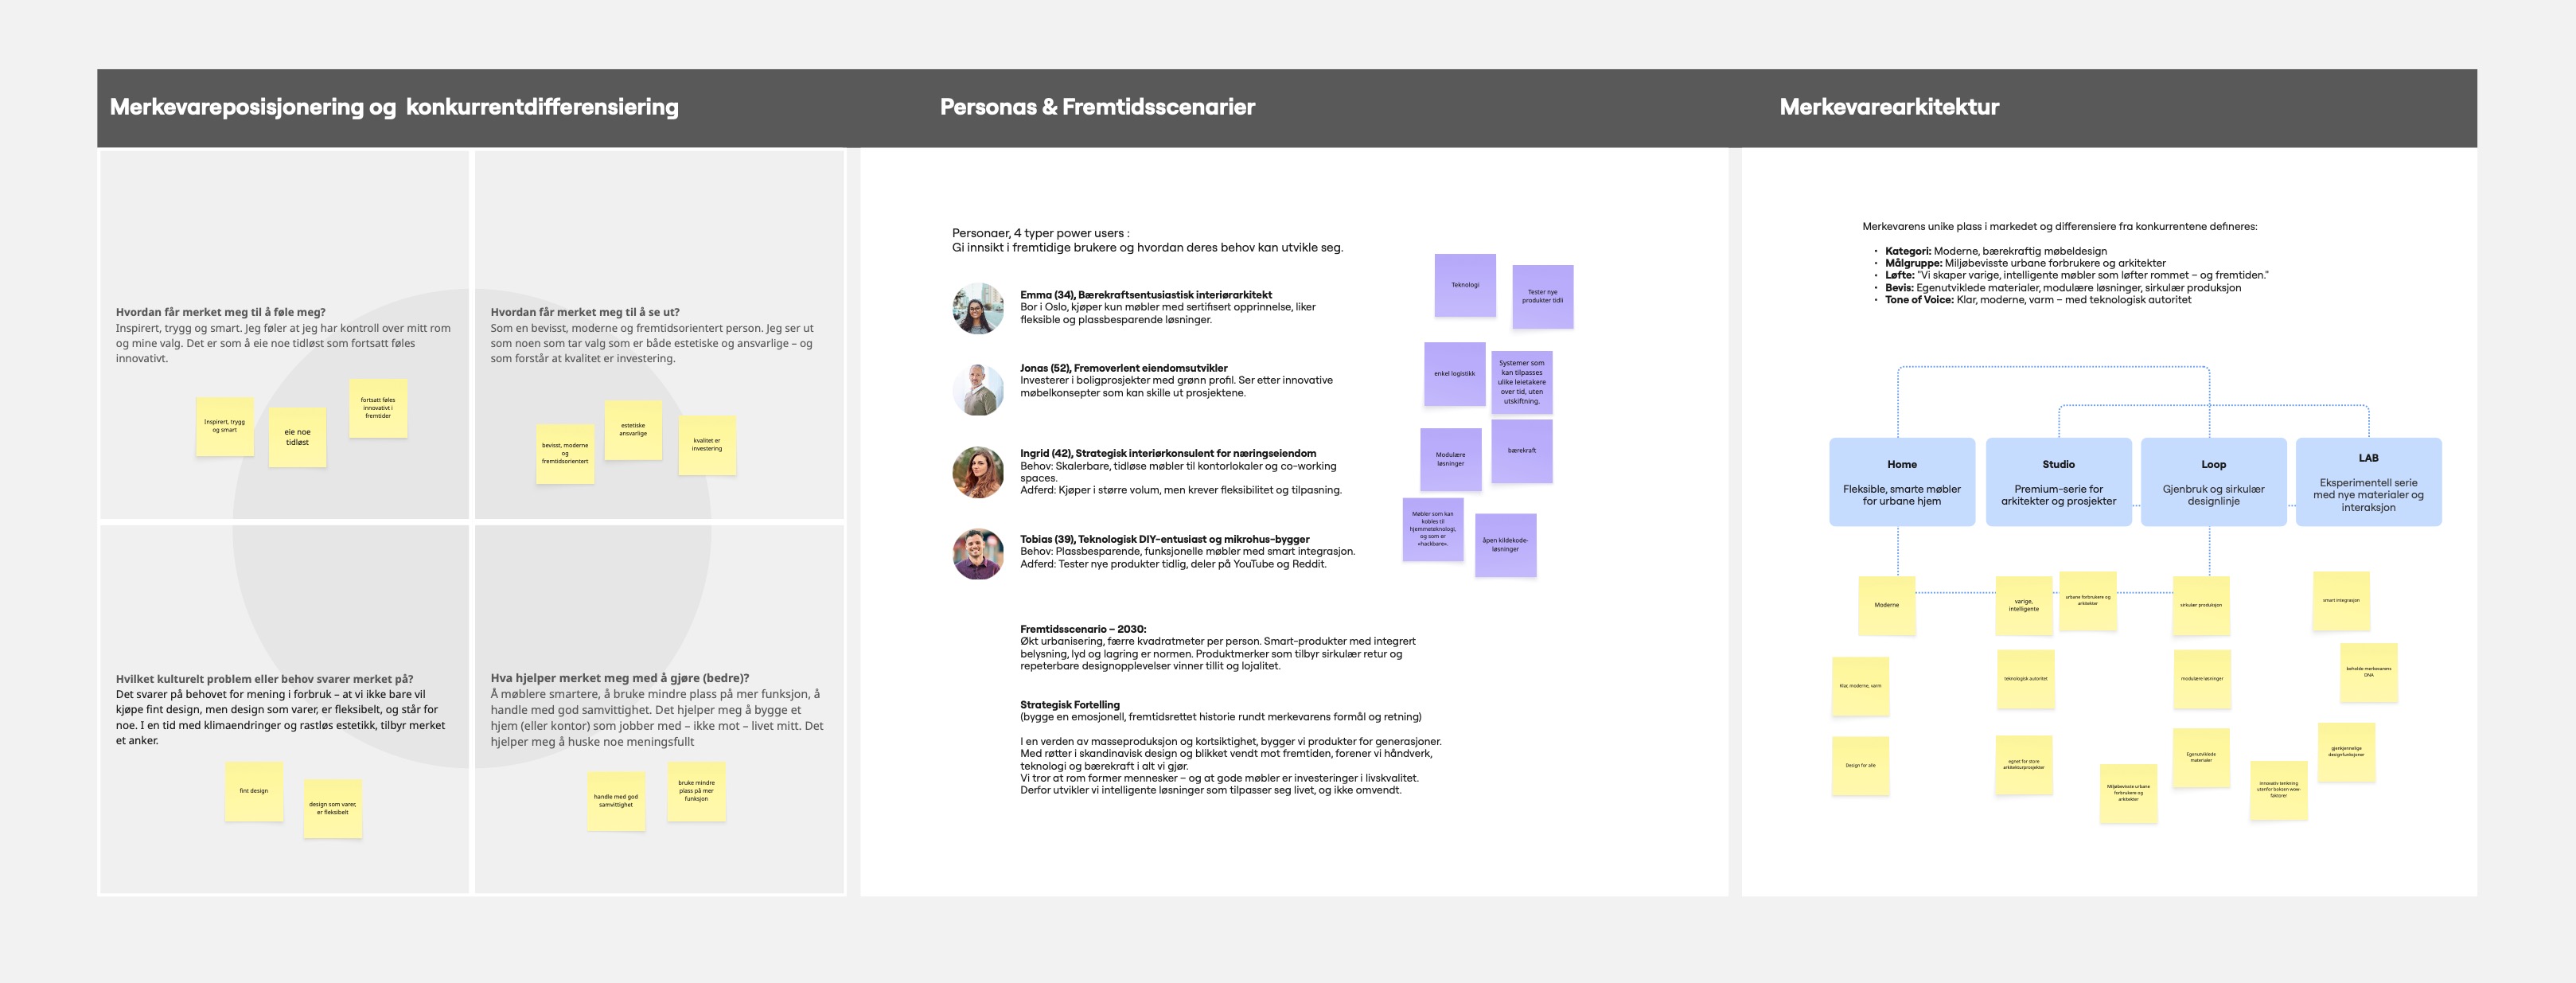 Merkevareposisjonering og konkurrentdifferensiering
Hvordan får merket meg til å føle meg?
Inspirert, trygg og smart. Jeg føler at jeg har kontroll over mitt rom
og mine valg. Det er som å eie noe tidløst som fortsatt føles
innovativt.
Inspirert, trygg
og smart
eie noe
tidløst
fortsatt føles
innovativt i
fremtider
Hvordan får merket meg til å se ut?
Som en bevisst, moderne og fremtidsorientert person. Jeg ser ut
som noen som tar valg som er både estetiske og ansvarlige – og
som forstår at kvalitet er investering.
bevisst, moderne
og
fremtidsorientert
estetiske
ansvarlige
kvalitet er
investering
Hvilket kulturelt problem eller behov svarer merket på?
Det svarer på behovet for mening i forbruk – at vi ikke bare vil
kjøpe fint design, men design som varer, er fleksibelt, og står for
noe. I en tid med klimaendringer og rastløs estetikk, tilbyr merket
et anker.
fint design
design som varer,
er fleksibelt
Hva hjelper merket meg med å gjøre (bedre)?
Å møblere smartere, å bruke mindre plass på mer funksjon, å
handle med god samvittighet. Det hjelper meg å bygge et
hjem (eller kontor) som jobber med – ikke mot – livet mitt. Det
hjelper meg å huske noe meningsfullt
handle med god
samvittighet
bruke mindre
plass på mer
funksjon
Personas & Fremtidsscenarier
Personaer, 4 typer power users :
Gi innsikt i fremtidige brukere og hvordan deres behov kan utvikle seg.
Emma (34), Bærekraftsentusiastisk interiørarkitekt
Bor i Oslo, kjøper kun møbler med sertifisert opprinnelse, liker
fleksible og plassbesparende løsninger.
Jonas (52), Fremoverlent eiendomsutvikler
Investerer i boligprosjekter med grønn profil. Ser etter innovative
møbelkonsepter som kan skille ut prosjektene.
Ingrid (42), Strategisk interiørkonsulent for næringseiendom
Behov: Skalerbare, tidløse møbler til kontorlokaler og co-working
spaces.
Adferd: Kjøper i større volum, men krever fleksibilitet og tilpasning.
Tobias (39), Teknologisk DIY-entusiast og mikrohus-bygger
Behov: Plassbesparende, funksjonelle møbler med smart integrasjon.
Adferd: Tester nye produkter tidlig, deler på YouTube og Reddit.
Teknologi
Tester nye
produkter tidli
enkel logistikk
Systemer som
kan tilpasses
ulike leietakere
over tid, uten
utskiftning.
Modulære
løsninger
bærekraft
Møbler som kan
kobles til
hjemmeteknologi,
og som er
«hackbare».
åpen kildekode-
løsninger
Fremtidsscenario – 2030:
Økt urbanisering, færre kvadratmeter per person. Smart-produkter med integrert
belysning, lyd og lagring er normen. Produktmerker som tilbyr sirkulær retur og
repeterbare designopplevelser vinner tillit og lojalitet.
Strategisk Fortelling
(bygge en emosjonell, fremtidsrettet historie rundt merkevarens formål og retning)
I en verden av masseproduksjon og kortsiktighet, bygger vi produkter for generasjoner.
Med røtter i skandinavisk design og blikket vendt mot fremtiden, forener vi håndverk,
teknologi og bærekraft i alt vi gjør.
Vi tror at rom former mennesker – og at gode møbler er investeringer i livskvalitet.
Derfor utvikler vi intelligente løsninger som tilpasser seg livet, og ikke omvendt.
Merkevarearkitektur
Merkevarens unike plass i markedet og differensiere fra konkurrentene defineres:
• Kategori: Moderne, bærekraftig møbeldesign
• Målgruppe: Miljøbevisste urbane forbrukere og arkitekter
• Løfte: "Vi skaper varige, intelligente møbler som løfter rommet – og fremtiden."
• Bevis: Egenutviklede materialer, modulære løsninger, sirkulær produksjon
• Tone of Voice: Klar, moderne, varm – med teknologisk autoritet
Home
Fleksible, smarte møbler
for urbane hjem
Studio
Premium-serie for
arkitekter og prosjekter
Loop
Gjenbruk og sirkulær
designlinje
LAB
Eksperimentell serie
med nye materialer og
interaksjon
Moderne
varige,
intelligente
urbane forbrukere og
arkitekter
sirkulær produksjon
smart integrasjon
Klar, moderne, varm
teknologisk autoritet
modulære løsninger
beholde merkevarens
DNA
Design for alle
egnet for store
arkitekturprosjekter
Miljøbevisste urbane
forbrukere og
arkitekter
Egenutviklede
materialer
innovativ tenkning
utenfor boksen wow-
faktorer
gjenkjennelige
designfunksjoner